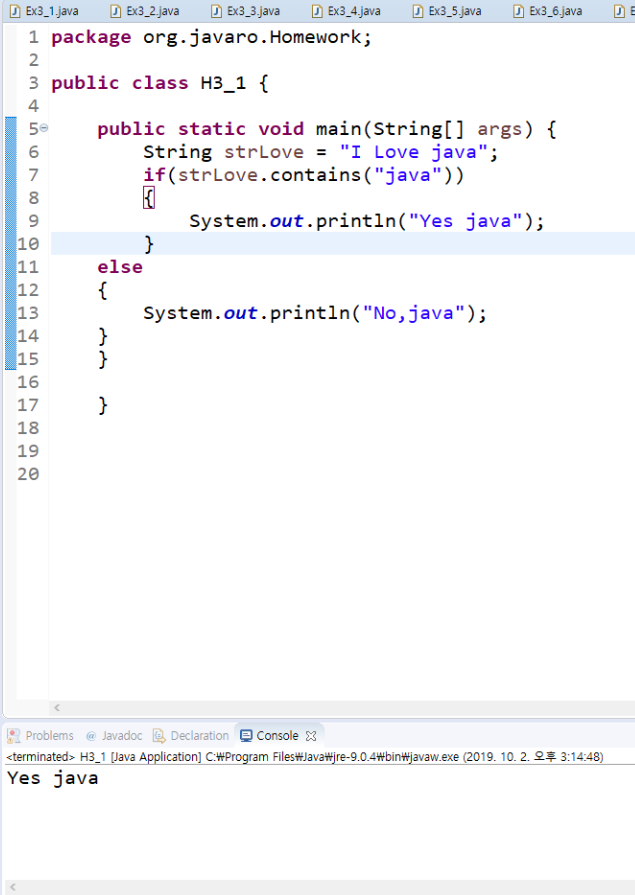 Ex3_1.java Ex3_2.java Ex3_3.java Ex3_4.java Ex3_5.java Ex3_6.java
1 package org.javaro.Homework;
2
3 public class H3_1 {
4
5 public static void main(String[] args) {
6 String strLove = "I Love java";
7 if(strLove.contains("java"))
8 {
9 System.out.println("Yes java");
10 }
11 else
12 {
13 System.out.println("No,java");
14 }
15 }
16
17 }
18
19
20
Problems @ Javadoc Declaration Console
<terminated> H3_1 [Java Application] C:₩Program Files₩Java₩jre-9.0.4₩bin₩javaw.exe (2019. 10. 2. 오후 3:14:48)
Yes java